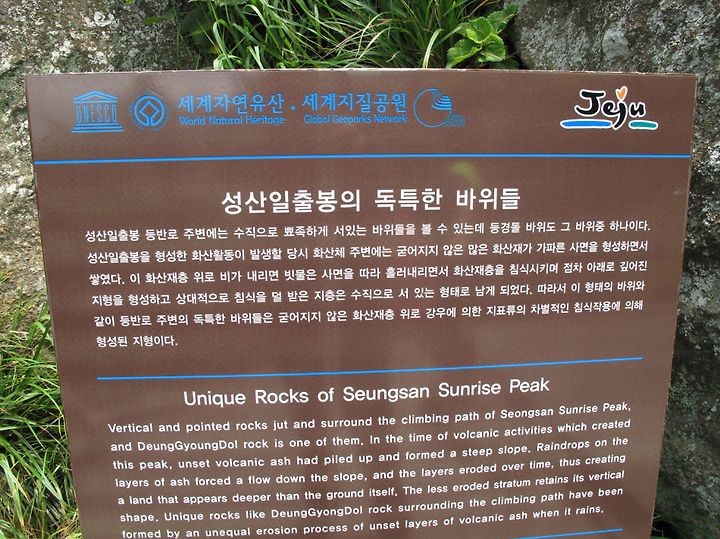 UNESCO
세계자연유산 · 세계지질공원
World Natural Heritage Global Geoparks Network
Jeju
성산일출봉의 독특한 바위들
성산일출봉 등반로 주변에는 수직으로 뾰족하게 서있는 바위들을 볼 수 있는데 등경돌 바위도 그 바위중 하나이다.
성산일출봉을 형성한 화산활동이 발생할 당시 화산체 주변에는 굳어지지 않은 많은 화산재가 가파른 사면을 형성하면서
쌓였다. 이 화산재층 위로 비가 내리면 빗물은 사면을 따라 흘러내리면서 화산재층을 침식시키며 점차 아래로 깊어진
지형을 형성하고 상대적으로 침식을 덜 받은 지층은 수직으로 서 있는 형태로 남게 되었다. 따라서 이 형태의 바위와
같이 등반로 주변의 독특한 바위들은 굳어지지 않은 화산재층 위로 강우에 의한 지표류의 차별적인 침식작용에 의해
형성된 지형이다.
Unique Rocks of Seungsan Sunrise Peak
Vertical and pointed rocks jut and surround the climbing path of Seongsan Sunrise Peak,
and DeungGyoungDol rock is one of them. In the time of volcanic activities which created
this peak, unset volcanic ash had piled up and formed a steep slope. Raindrops on the
layers of ash forced a flow down the slope, and the layers eroded over time, thus creating
a land that appears deeper than the ground itself. The less eroded stratum retains its vertical
shape. Unique rocks like DeungGyongDol rock surrounding the climbing path have been
formed by an unequal erosion process of unset layers of volcanic ash when it rains.